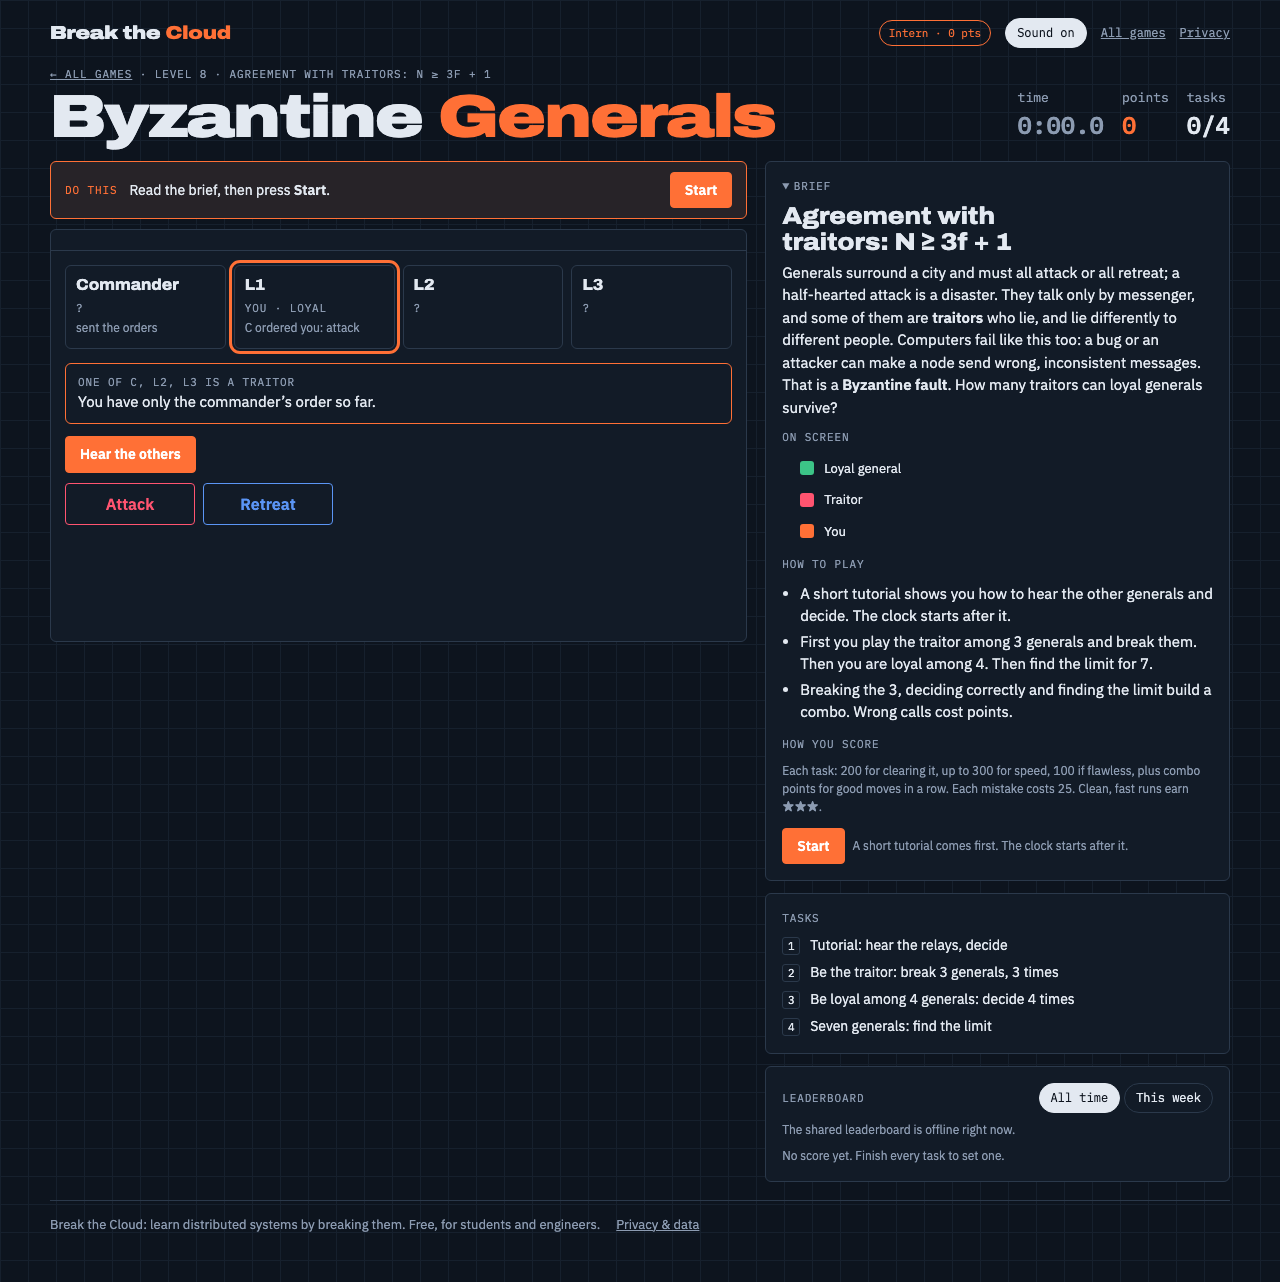 Break the Cloud
Intern · 0 pts
Sound on
All games
Privacy
← ALL GAMES · LEVEL 8 · AGREEMENT WITH TRAITORS: N ≥ 3F + 1
Byzantine Generals
time
0:00.0
points
0
tasks
0/4
DO THIS Read the brief, then press Start.
Start
Commander
?
sent the orders
L1
YOU · LOYAL
C ordered you: attack
L2
?
L3
?
ONE OF C, L2, L3 IS A TRAITOR
You have only the commander’s order so far.
Hear the others
Attack
Retreat
▼ BRIEF
Agreement with
traitors: N ≥ 3f + 1
Generals surround a city and must all attack or all retreat; a
half-hearted attack is a disaster. They talk only by messenger,
and some of them are traitors who lie, and lie differently to
different people. Computers fail like this too: a bug or an
attacker can make a node send wrong, inconsistent messages.
That is a Byzantine fault. How many traitors can loyal generals
survive?
ON SCREEN
Loyal general
Traitor
You
HOW TO PLAY
• A short tutorial shows you how to hear the other generals and
decide. The clock starts after it.
• First you play the traitor among 3 generals and break them.
Then you are loyal among 4. Then find the limit for 7.
• Breaking the 3, deciding correctly and finding the limit build a
combo. Wrong calls cost points.
HOW YOU SCORE
Each task: 200 for clearing it, up to 300 for speed, 100 if flawless, plus combo
points for good moves in a row. Each mistake costs 25. Clean, fast runs earn
★★★.
Start
A short tutorial comes first. The clock starts after it.
TASKS
1 Tutorial: hear the relays, decide
2 Be the traitor: break 3 generals, 3 times
3 Be loyal among 4 generals: decide 4 times
4 Seven generals: find the limit
LEADERBOARD
All time
This week
The shared leaderboard is offline right now.
No score yet. Finish every task to set one.
Break the Cloud: learn distributed systems by breaking them. Free, for students and engineers.
Privacy & data